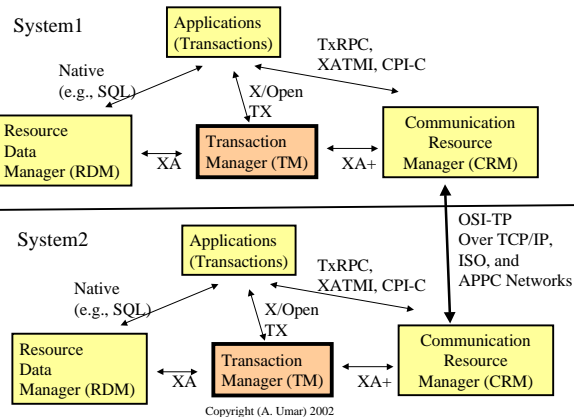 System1
Applications
(Transactions)
TxRPC,
XATMI, CPI-C
Native
(e.g., SQL)
X/Open
TX
Resource
Data
Manager (RDM)
XA
Transaction
Manager (TM)
XA+
Communication
Resource
Manager (CRM)
OSI-TP
Over TCP/IP,
ISO, and
APPC Networks
System2
Applications
(Transactions)
TxRPC,
XATMI, CPI-C
Native
(e.g., SQL)
X/Open
TX
Resource
Data
Manager (RDM)
XA
Transaction
Manager (TM)
XA+
Communication
Resource
Manager (CRM)
Copyright (A. Umar) 2002